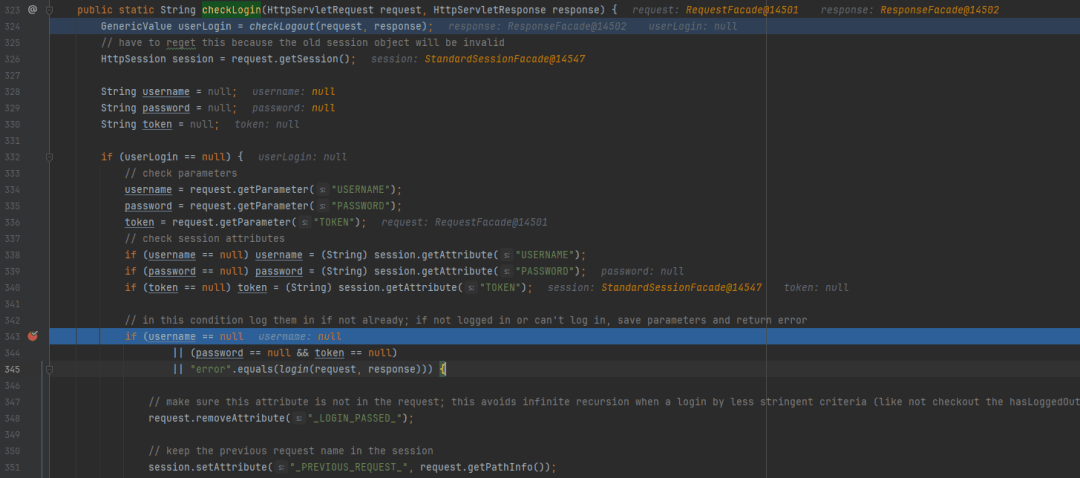 323 @ public static String checkLogin(HttpServletRequest request, HttpServletResponse response) { request: RequestFacade@14501 response: ResponseFacade@14502
324 GenericValue userLogin = checkLogout(request, response); response: ResponseFacade@14502 userLogin: null
325 // have to reget this because the old session object will be invalid
326 HttpSession session = request.getSession(); session: StandardSessionFacade@14547
327
328 String username = null; username: null
329 String password = null; password: null
330 String token = null; token: null
331
332 if (userLogin == null) { userLogin: null
333 // check parameters
334 username = request.getParameter( s: "USERNAME");
335 password = request.getParameter( s: "PASSWORD");
336 token = request.getParameter( s: "TOKEN"); request: RequestFacade@14501
337 // check session attributes
338 if (username == null) username = (String) session.getAttribute( s: "USERNAME");
339 if (password == null) password = (String) session.getAttribute( s: "PASSWORD"); password: null
340 if (token == null) token = (String) session.getAttribute( s: "TOKEN"); session: StandardSessionFacade@14547 token: null
341
342 // in this condition log them in if not already; if not logged in or can't log in, save parameters and return error
343 if (username == null username: null
344 || (password == null && token == null)
345 || "error".equals(login(request, response))) {
346
347 // make sure this attribute is not in the request; this avoids infinite recursion when a login by less stringent criteria (like not checkout the hasLoggedOut
348 request.removeAttribute( s: "_LOGIN_PASSED_");
349
350 // keep the previous request name in the session
351 session.setAttribute( s: "_PREVIOUS_REQUEST_", request.getPathInfo());